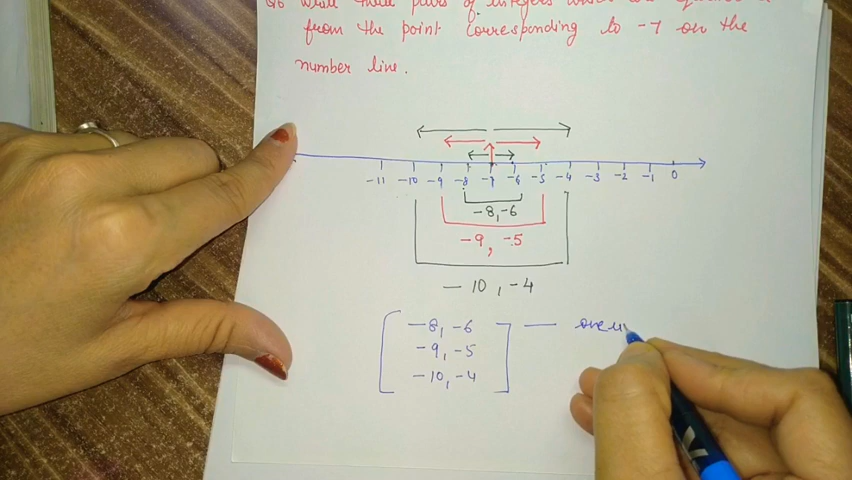 from the point corresponding to -7 on the
number line.
-11 -10 -9 -8 -7 -6 -5 -4 -3 -2 -1 0
-8, -6
-9, -5
-10, -4
-8, -6
-9, -5
-10, -4